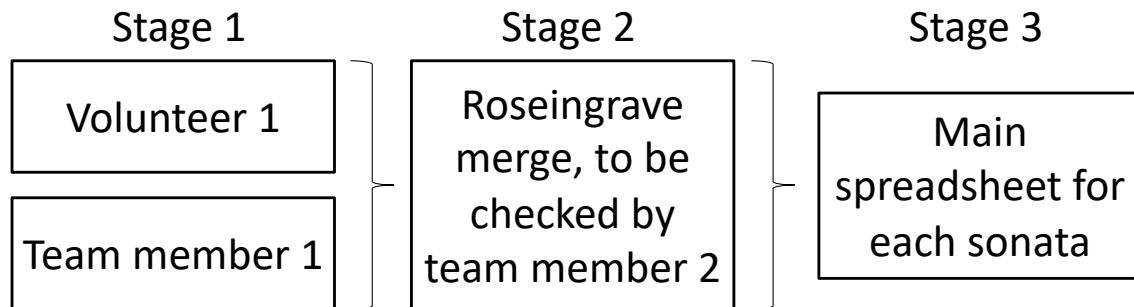 Stage 1
Stage 2
Stage 3
Volunteer 1
Team member 1
Roseingrave
merge, to be
checked by
team member 2
Main
spreadsheet for
each sonata